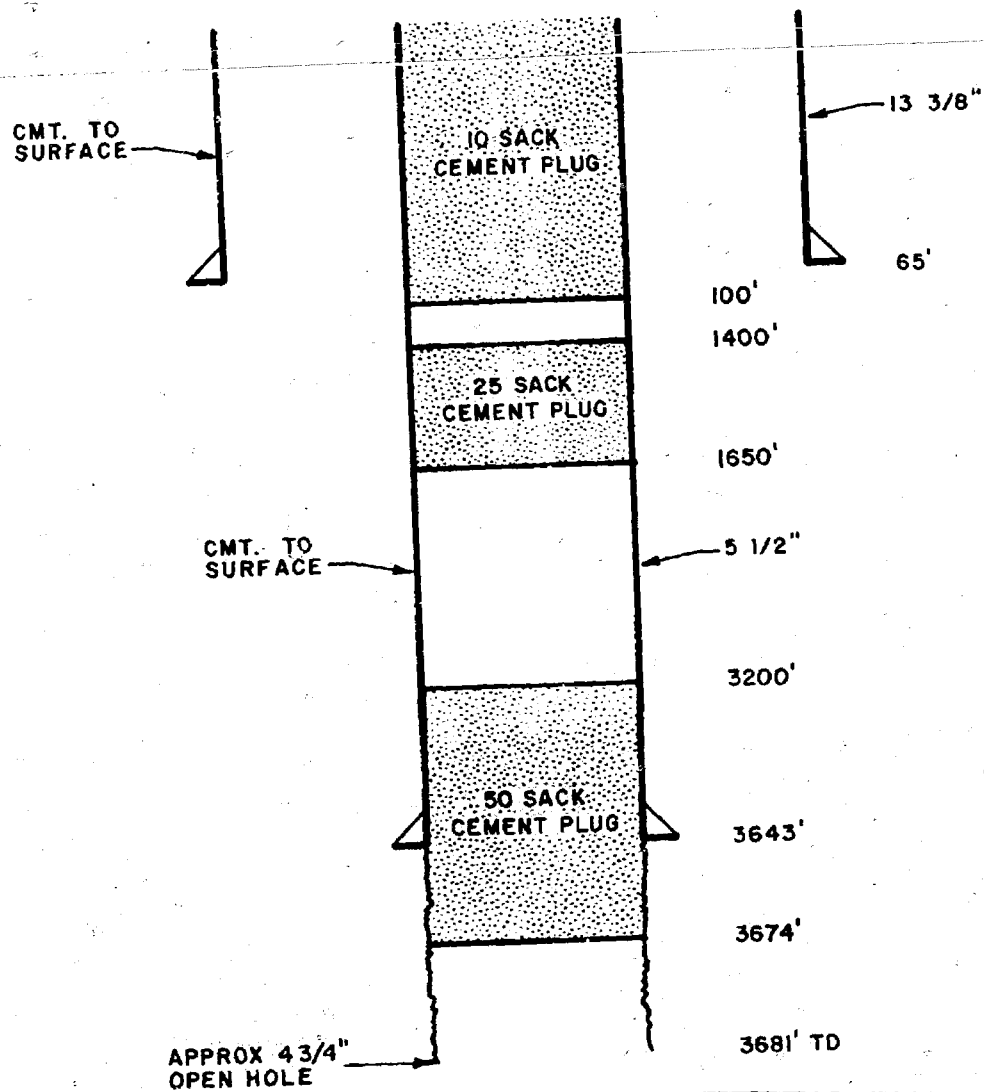 CMT. TO
SURFACE
13 3/8"
10 SACK
CEMENT PLUG
65'
100'
1400'
25 SACK
CEMENT PLUG
1650'
CMT. TO
SURFACE
5 1/2"
3200'
50 SACK
CEMENT PLUG
3643'
3674'
APPROX 4 3/4"
OPEN HOLE
3681' TD